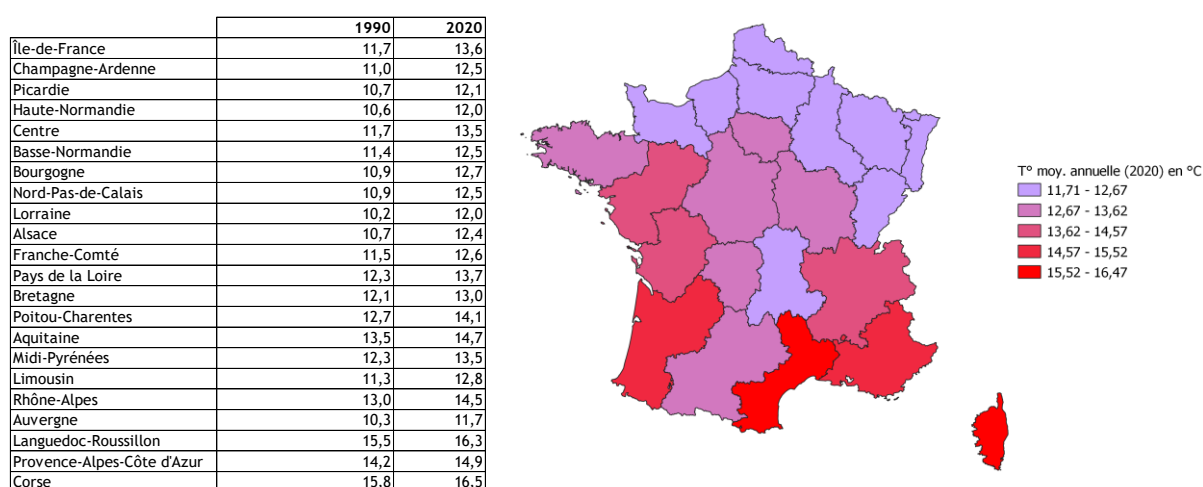 1990 2020
Île-de-France 11,7 13,6
Champagne-Ardenne 11,0 12,5
Picardie 10,7 12,1
Haute-Normandie 10,6 12,0
Centre 11,7 13,5
Basse-Normandie 11,4 12,5
Bourgogne 10,9 12,7
Nord-Pas-de-Calais 10,9 12,5
Lorraine 10,2 12,0
Alsace 10,7 12,4
Franche-Comté 11,5 12,6
Pays de la Loire 12,3 13,7
Bretagne 12,1 13,0
Poitou-Charentes 12,7 14,1
Aquitaine 13,5 14,7
Midi-Pyrénées 12,3 13,5
Limousin 11,3 12,8
Rhône-Alpes 13,0 14,5
Auvergne 10,3 11,7
Languedoc-Roussillon 15,5 16,3
Provence-Alpes-Côte d'Azur 14,2 14,9
Corse 15,8 16,5
T° moy. annuelle (2020) en °C
11,71 - 12,67
12,67 - 13,62
13,62 - 14,57
14,57 - 15,52
15,52 - 16,47